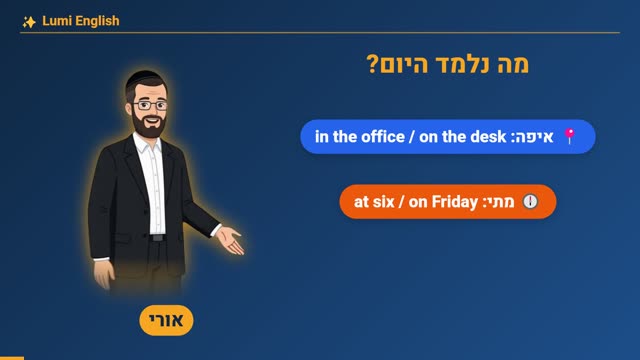 Lumi English
מה נלמד היום?
איפה: in the office / on the desk
מתי: at six / on Friday
אורי